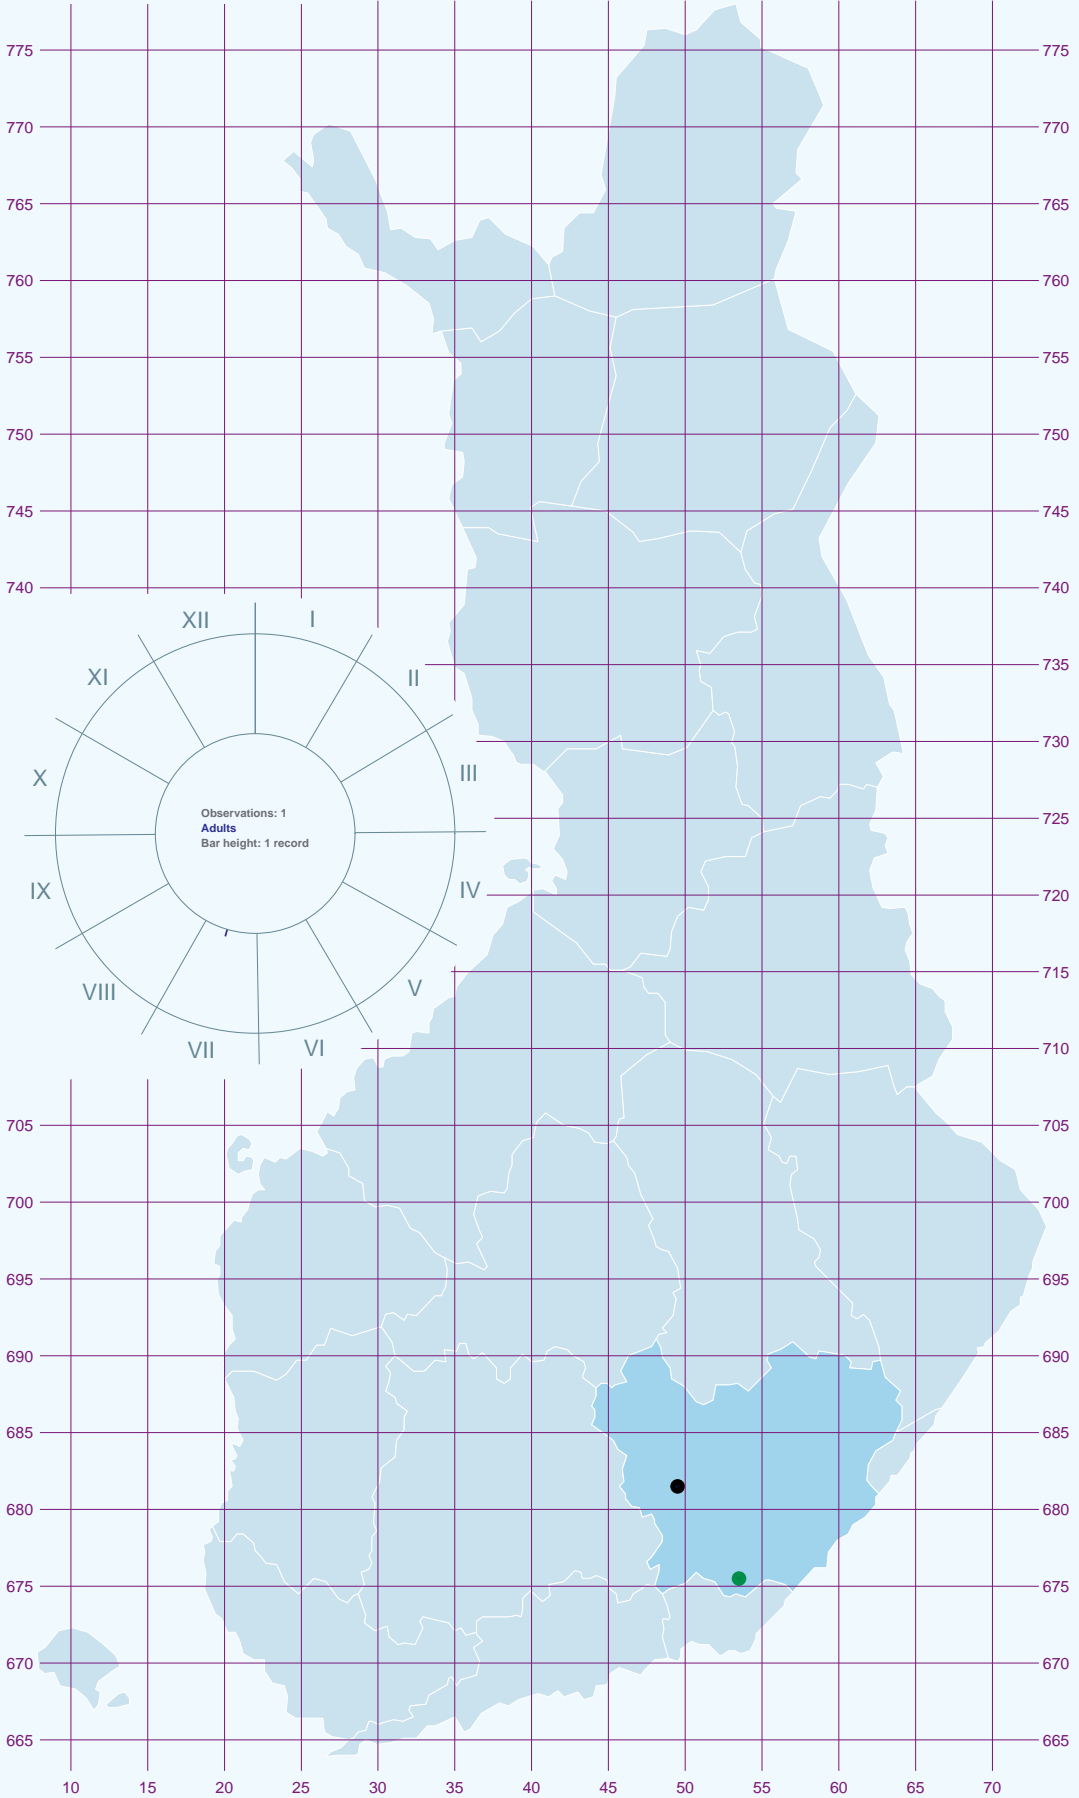 775 775
770 770
765 765
760 760
755 755
750 750
745 745
740 740
XII I
XI II
735
730
X III
725
Observations: 1
Adults
Bar height: 1 record
IX IV
720
VIII V
715
VII VI
710
705 705
700 700
695 695
690 690
685 685
680 680
675 675
670 670
665 665
10 15 20 25 30 35 40 45 50 55 60 65 70